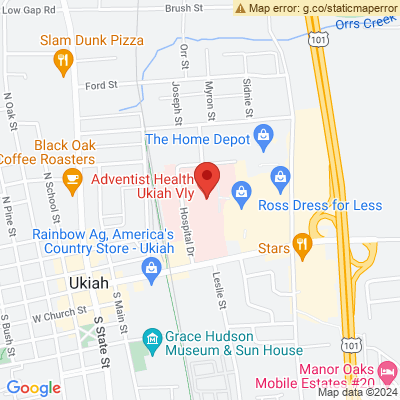 Low Gap Rd
Brush St
Map error: g.co/staticmaperror
Orrs Creek
101
Slam Dunk Pizza
Orr St
Ford St
Joseph St
Myron St
Sidnie St
N Oak St
The Home Depot
Black Oak
Coffee Roasters
N School St
N Pine St
Adventist Health
Ukiah Vly
Ross Dress for Less
Hospital Dr
Rainbow Ag, America's
Country Store - Ukiah
Stars
Ukiah
Leslie St
W Church St
S Main St
S State St
S Bush St
Grace Hudson
Museum & Sun House
101
Manor Oaks
Mobile Estates #20
Google
Map data ©2024